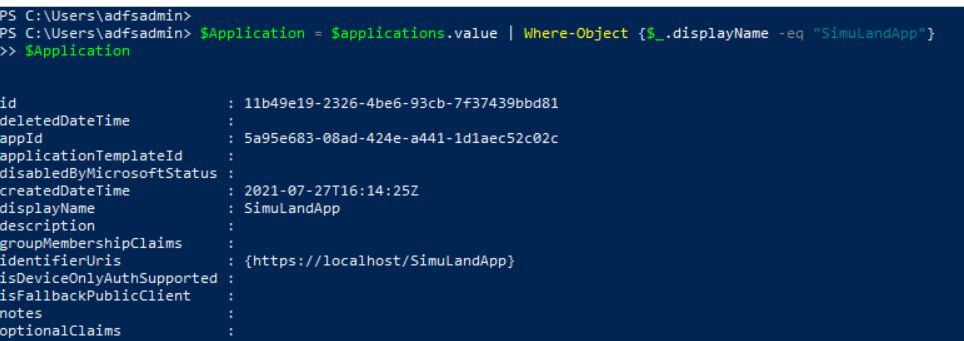 PS C:\Users\adfsadmin>
PS C:\Users\adfsadmin> $Application = $applications.value | Where-Object {$_.displayName -eq "SimuLandApp"}
>> $Application
id : 11b49e19-2326-4be6-93cb-7f37439bbd81
deletedDateTime :
appId : 5a95e683-08ad-424e-a441-1d1aec52c02c
applicationTemplateId :
disabledByMicrosoftStatus :
createdDateTime : 2021-07-27T16:14:25Z
displayName : SimuLandApp
description :
groupMembershipClaims :
identifierUris : {https://localhost/SimuLandApp}
isDeviceOnlyAuthSupported :
isFallbackPublicClient :
notes :
optionalClaims :